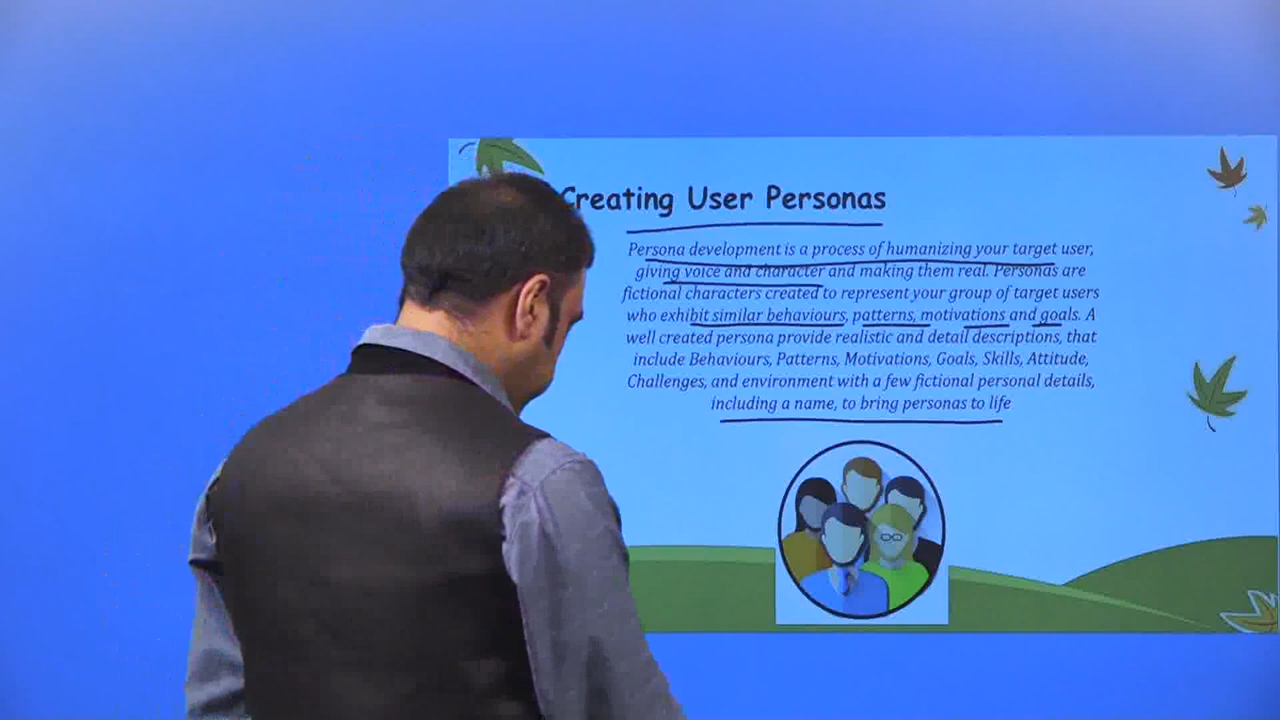 Creating User Personas
Persona development is a process of humanizing your target user,
giving voice and character and making them real. Personas are
fictional characters created to represent your group of target users
who exhibit similar behaviours, patterns, motivations and goals. A
well created persona provide realistic and detail descriptions, that
include Behaviours, Patterns, Motivations, Goals, Skills, Attitude,
Challenges, and environment with a few fictional personal details,
including a name, to bring personas to life